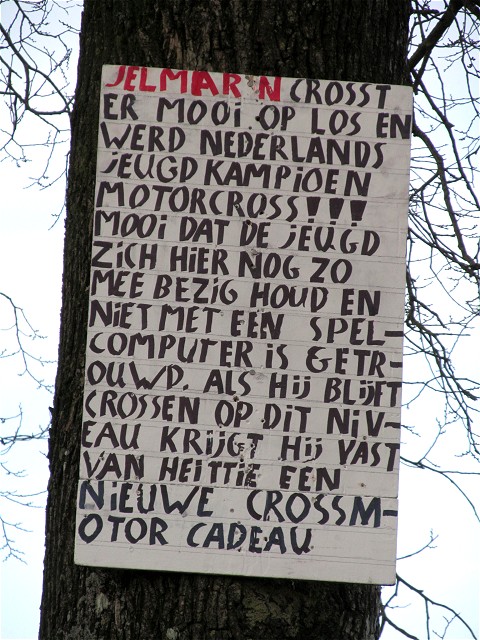 JELMAR N CROSST
ER MOOi OP LOS EN
WERD NEDERLANDS
JEUGD KAMPiOEN
MOTORCROSS!!!
MOOi DAT DE JEUGD
ZiCH HiER NOG ZO
MEE BEZiG HOUD EN
NiET MET EEN SPEL-
COMPUTER iS GETR-
OUWD. ALS HiJ BLiJFT
CROSSEN OP DiT NiV-
EAU KRiJGT HiJ VAST
VAN HEiTTiE EEN
NiEUWE CROSSM-
OTOR CADEAU